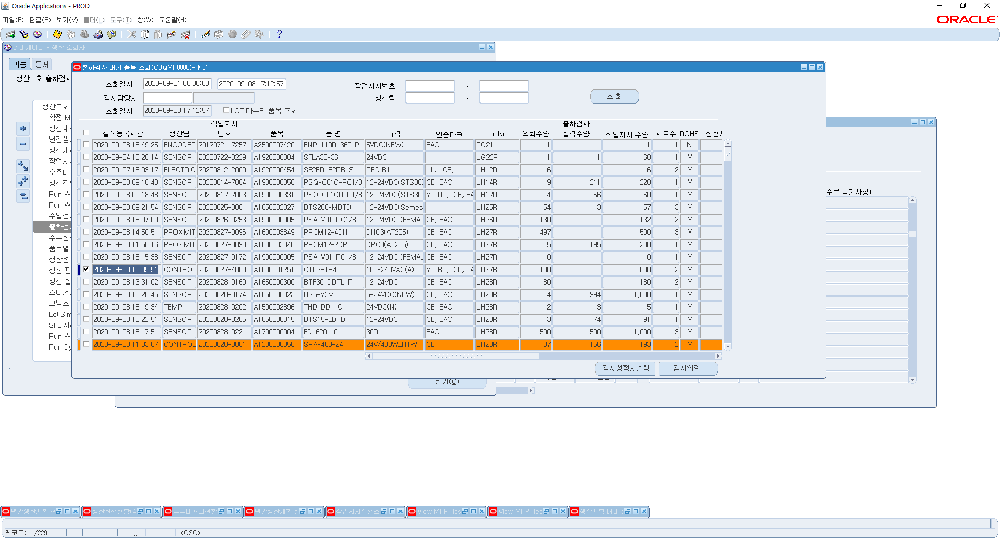 Oracle Applications - PROD
파일(F) 편집(E) 보기(V) 폴더(L) 도구(T) 창(W) 도움말(H)
ORACLE
네비게이터 - 생산 조회자
기능 문서
생산조회:출하검사
- 생산조회
확정
년간생
작업지
수주미
생산진
Run
Run
수입검
출하검
수주진
품목별
생산성
생산 판
생산 실
스티커
코닉스
Lot Sim
SFL 시
Run
Run Dy
열기(O)
출하검사 대기 품목 조회(CBQMF0080)-[K01]
조회일자 2020-09-01 00:00:00 2020-09-08 17:12:57 작업지시번호 ~
검사담당자 생산팀 ~ 조 회
조회일자 2020-09-08 17:12:57 LOT 마무리 품목 조회
실적등록시간 생산팀 작업지시 번호 품목 품 명 규격 인증마크 Lot No 의뢰수량 출하검사 합격수량 작업지시 수량 시료수 ROHS 정형
2020-09-08 16:49:25 ENCODER 20170721-7257 A2500007420 ENP-110R-360-P 5VDC(NEW) EAC RG21 1 1 1 N
2020-09-04 16:26:14 SENSOR 20200722-0229 A1920000304 SFLA30-36 24VDC UG22R 1 1 60 1 Y
2020-09-07 15:03:17 ELECTRIC 20200812-2000 A1920000454 SF2ER-E2RB-S RED B1 UL, CE, UH12R 16 16 2 Y
2020-09-08 09:18:48 SENSOR 20200814-7004 A1900000358 PSQ-C01C-RC1/8 12-24VDC(STS303 CE, EAC UH14R 9 211 220 1 Y
2020-09-08 09:18:48 SENSOR 20200817-7003 A1900000331 PSQ-C01CU-R1/8 12-24VDC(STS303 YL_RU, CE, EA UH17R 4 56 60 1 Y
2020-09-08 09:21:54 SENSOR 20200825-0081 A1650002027 BTS200-MDTD 12-24VDC(Semes UH25R 54 3 57 3 Y
2020-09-08 16:07:09 SENSOR 20200826-0253 A1900000005 PSA-V01-RC1/8 12-24VDC (FEMAL CE, EAC UH26R 130 132 2 Y
2020-09-08 14:50:51 PROXIMIT 20200827-0096 A1600003849 PRCM12-4DN DNC3(AT205) CE, EAC UH27R 497 500 3 Y
2020-09-08 11:58:16 PROXIMIT 20200827-0098 A1600003846 PRCM12-2DP DPC3(AT205) CE, EAC UH27R 5 195 200 1 Y
2020-09-08 15:15:38 SENSOR 20200827-0172 A1900000005 PSA-V01-RC1/8 12-24VDC (FEMAL CE, EAC UH27R 10 10 1 Y
2020-09-08 15:05:51 CONTROL 20200827-4000 A1000001251 CT6S-1P4 100-240VAC(A) YL_RU, CE, EA UH27R 100 600 2 Y
2020-09-08 13:31:02 SENSOR 20200828-0160 A1650000300 BTF30-DDTL-P 12-24VDC CE, EAC UH28R 80 180 2 Y
2020-09-08 13:28:45 SENSOR 20200828-0174 A1650000023 BS5-Y2M 5-24VDC(NEW) CE, EAC UH28R 4 994 1,000 1 Y
2020-09-08 16:19:34 TEMP 20200828-0202 A1500002896 THD-DD1-C 24VDC(N) CE, EAC UH28R 2 13 15 1 Y
2020-09-08 13:22:51 SENSOR 20200828-0205 A1650000315 BTS15-LDTD 12-24VDC CE, EAC UH28R 3 74 91 1 Y
2020-09-08 15:17:51 SENSOR 20200828-0221 A1700000004 FD-620-10 30R EAC UH28R 500 500 1,000 3 Y
2020-09-08 11:03:07 CONTROL 20200828-3001 A1200000058 SPA-400-24 24V/400W_HTW CE, UH28R 37 156 193 2 Y
검사성적서출력 검사의뢰
주문 특기사항)
년간생산계획 현 생산진행현황( 수주미처리현황 년간생산계획 현 작업지시진행조 View MRP Res View MRP Res 생산계획 대비
레코드: 11/229 ... ... <OSC>